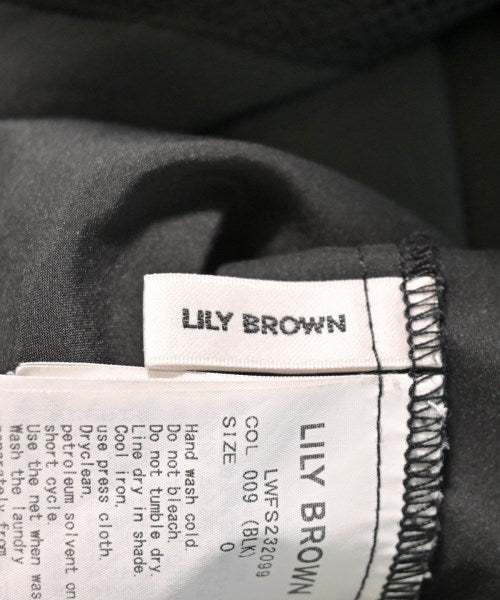 LILY BROWN
LILY BROWN
LWFS232099
COL 009 (BLK)
SIZE 0
Hand wash cold
Do not bleach.
Do not tumble dry.
Line dry in shade.
Cool iron.
use press cloth.
Dryclean.
petroleum solvent on
short cycle.
Use the net when was
Wash the laundry
separately from